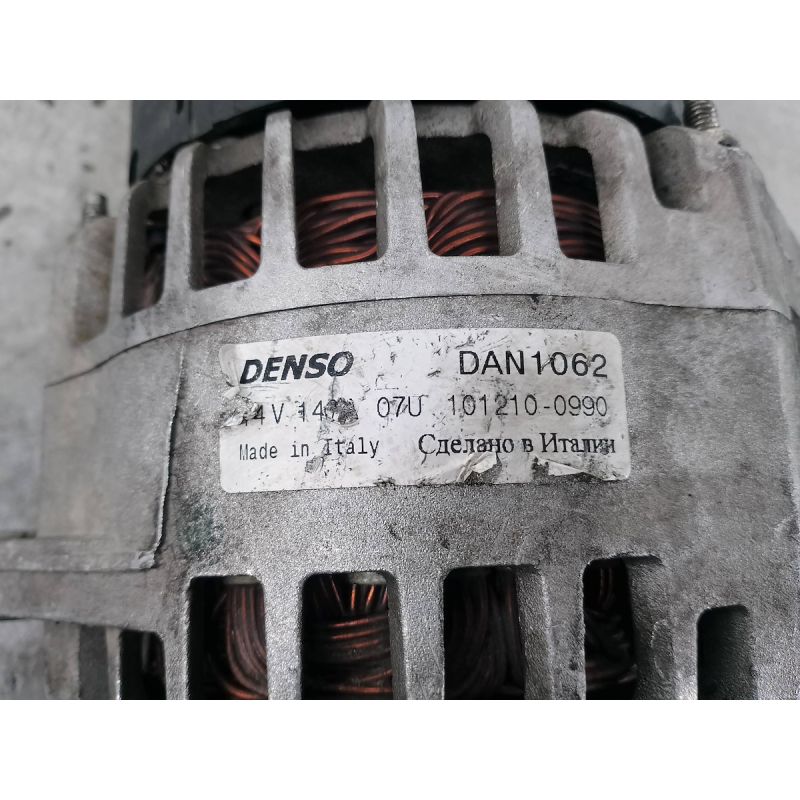 DENSO DAN1062
07U 101210-0990
Made in Italy Сделано в Италии